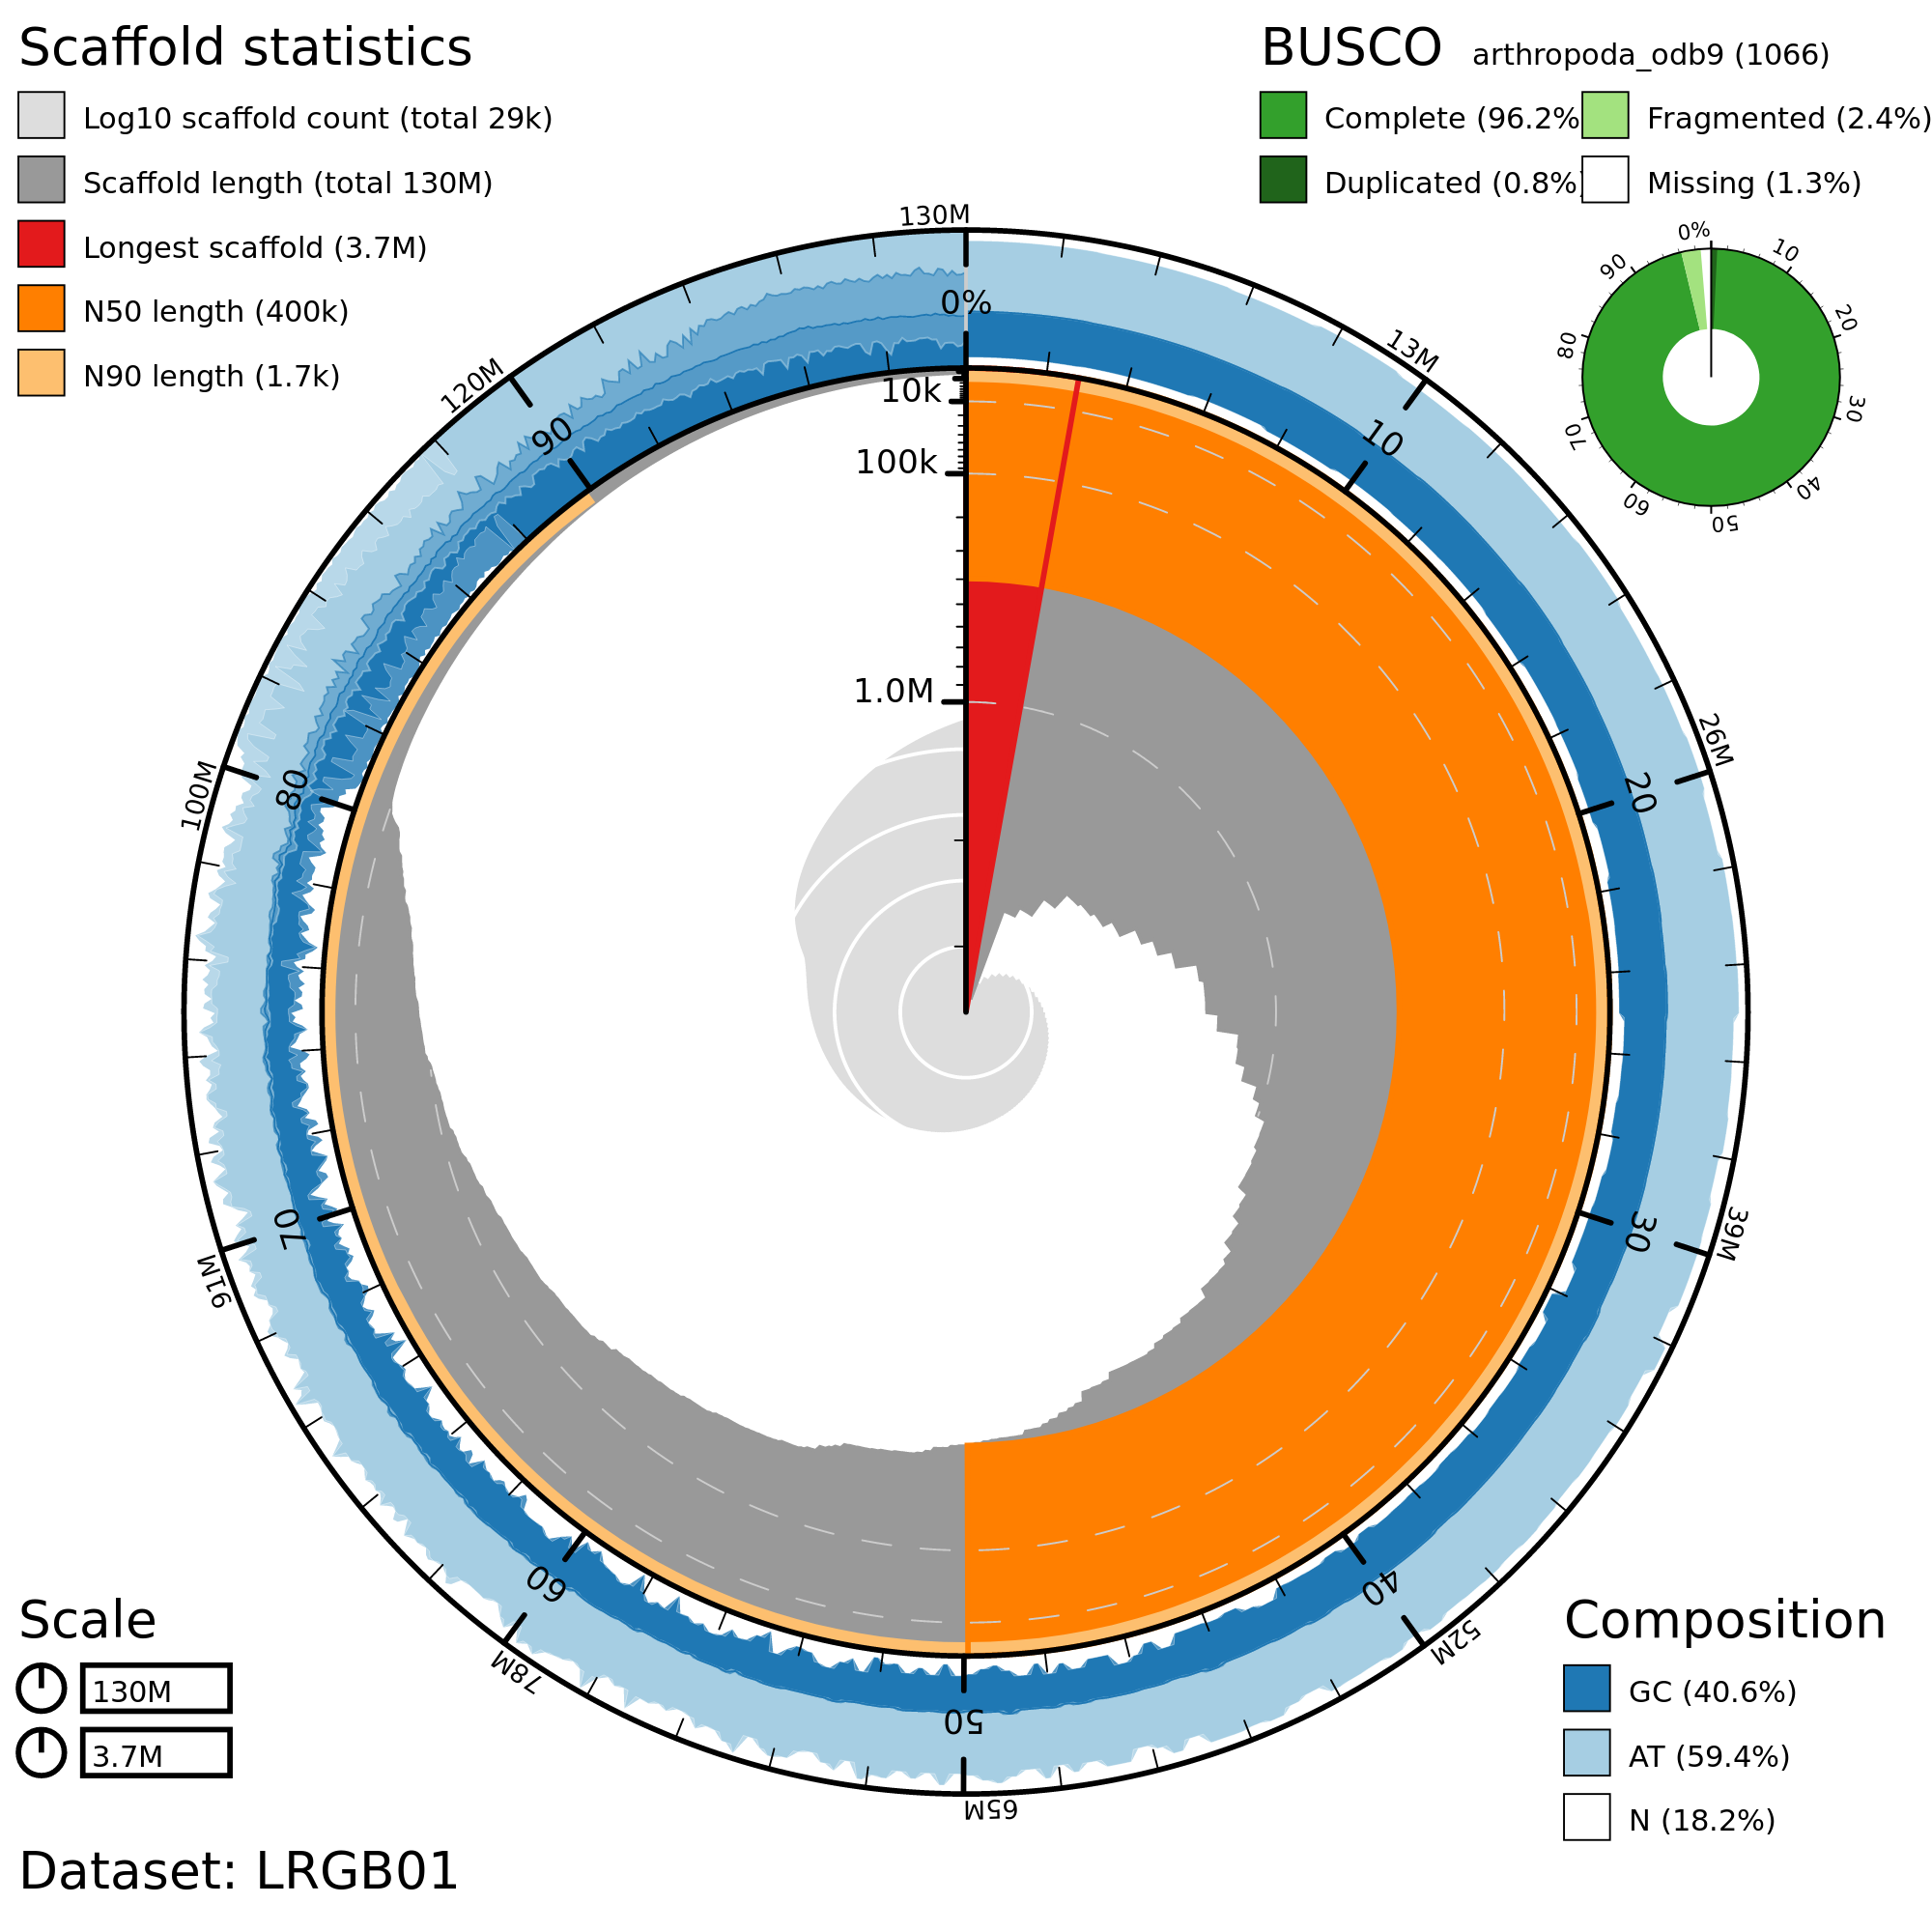 Scaffold statistics
Log10 scaffold count (total 29k)
Scaffold length (total 130M)
Longest scaffold (3.7M)
N50 length (400k)
N90 length (1.7k)
BUSCO arthropoda_odb9 (1066)
Complete (96.2% Fragmented (2.4%)
Duplicated (0.8% Missing (1.3%)
0%
10
20
30
40
50
60
70
80
90
130M
13M
26M
39M
52M
65M
78M
91M
100M
120M
0%
10
20
30
40
50
60
70
80
90
10k
100k
1.0M
Scale
130M
3.7M
Composition
GC (40.6%)
AT (59.4%)
N (18.2%)
Dataset: LRGB01